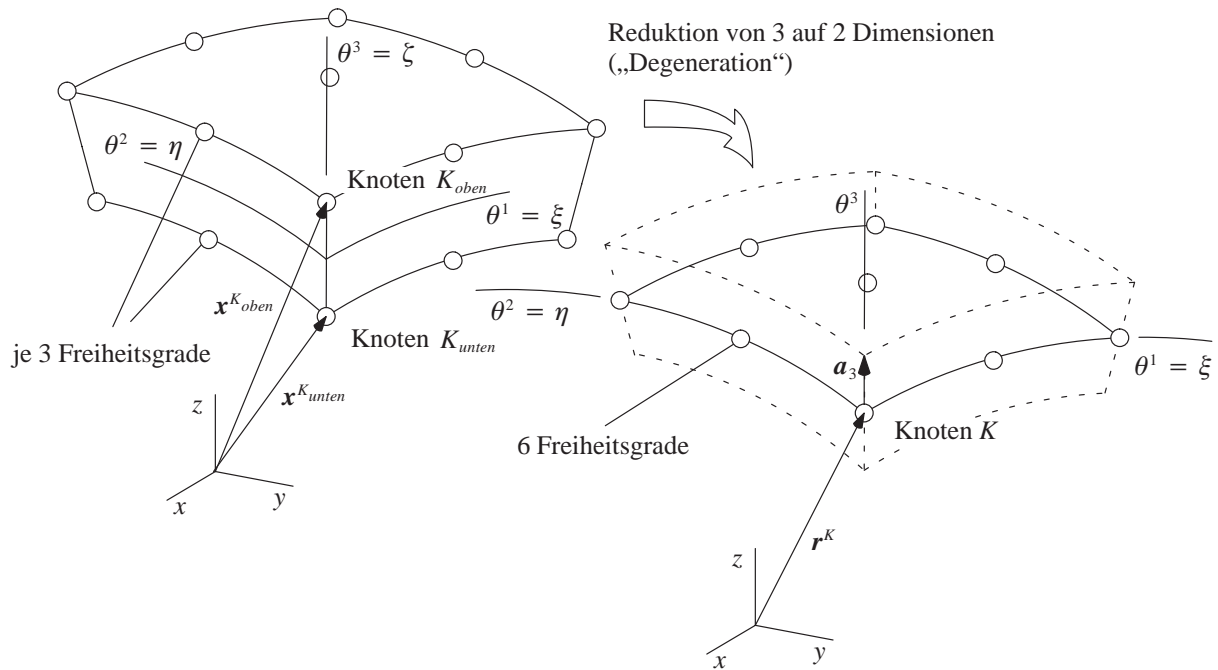 Reduktion von 3 auf 2 Dimensionen
(„Degeneration“)
θ³ = ζ
θ² = η
Knoten K_oben
θ¹ = ξ
x^K_oben
Knoten K_unten
je 3 Freiheitsgrade
x^K_unten
z
x
y
θ³
θ² = η
a₃
θ¹ = ξ
6 Freiheitsgrade
Knoten K
r^K
z
x
y